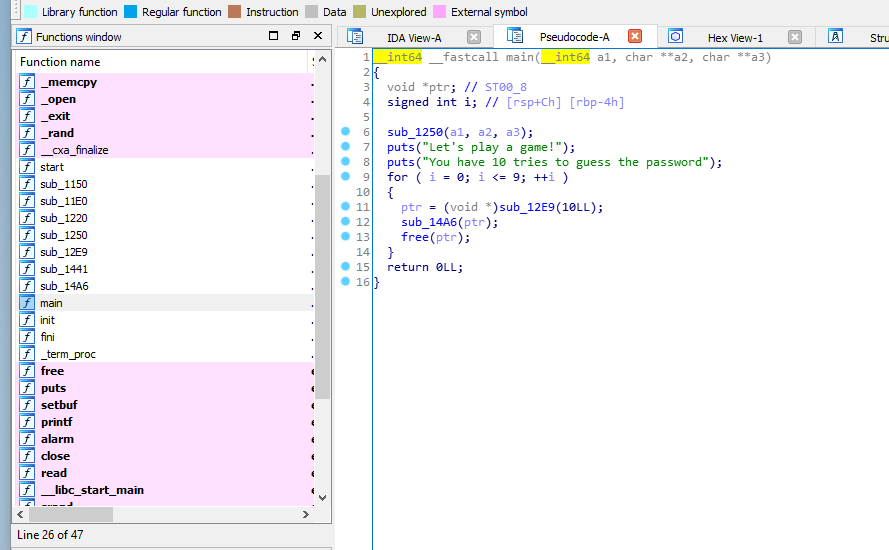 Library function Regular function Instruction Data Unexplored External symbol
Functions window
Function name
_memcpy
_open
_exit
_rand
__cxa_finalize
start
sub_1150
sub_11E0
sub_1220
sub_1250
sub_12E9
sub_1441
sub_14A6
main
init
fini
_term_proc
free
puts
setbuf
printf
alarm
close
read
__libc_start_main
Line 26 of 47
IDA View-A Pseudocode-A Hex View-1 Stru
1 __int64 __fastcall main(__int64 a1, char **a2, char **a3)
2 {
3 void *ptr; // ST00_8
4 signed int i; // [rsp+Ch] [rbp-4h]
5
6 sub_1250(a1, a2, a3);
7 puts("Let's play a game!");
8 puts("You have 10 tries to guess the password");
9 for ( i = 0; i <= 9; ++i )
10 {
11 ptr = (void *)sub_12E9(10LL);
12 sub_14A6(ptr);
13 free(ptr);
14 }
15 return 0LL;
16 }